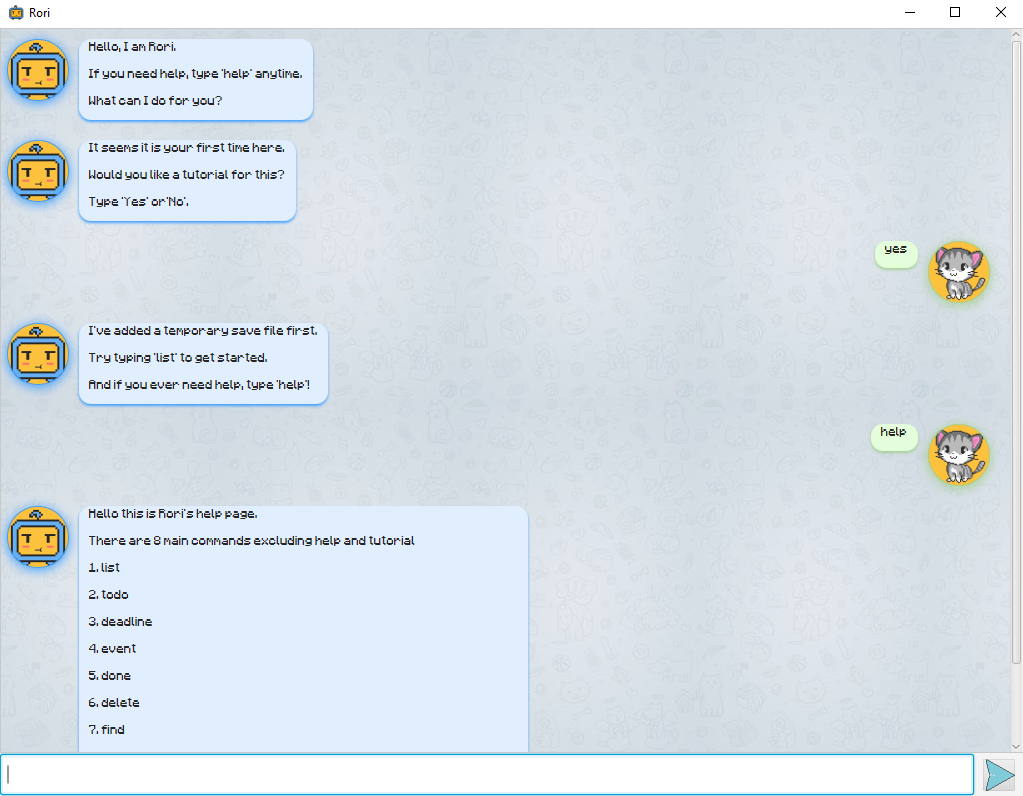 Rori
Hello, I am Rori.
If you need help, type 'help' anytime.
What can I do for you?
It seems it is your first time here.
Would you like a tutorial for this?
Type 'Yes' or 'No'.
yes
I've added a temporary save file first.
Try typing 'list' to get started.
And if you ever need help, type 'help'!
help
Hello this is Rori's help page.
There are 8 main commands excluding help and tutorial
1. list
2. todo
3. deadline
4. event
5. done
6. delete
7. find